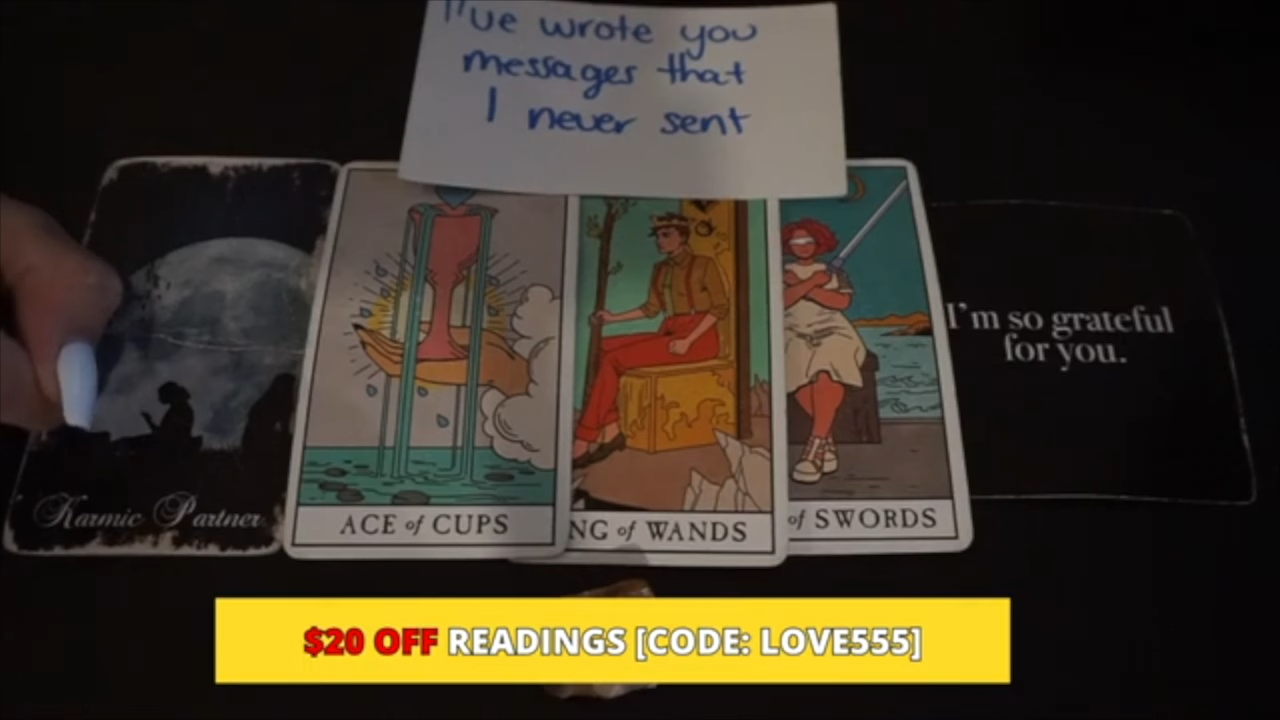 I've wrote you
messages that
I never sent
Karmic Partner
ACE of CUPS
NG of WANDS
of SWORDS
I'm so grateful
for you.
$20 OFF READINGS [CODE: LOVE555]